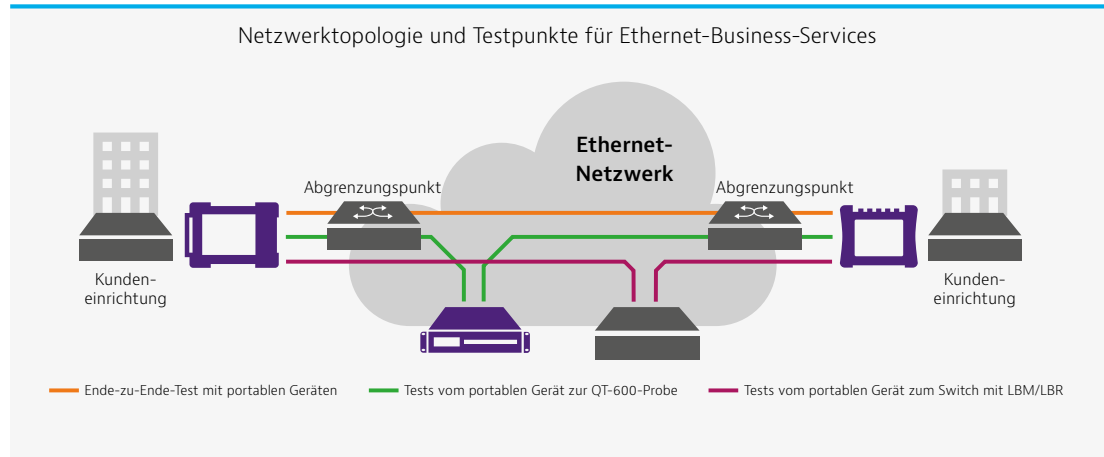 Netzwerktopologie und Testpunkte für Ethernet-Business-Services
Ethernet-
Netzwerk
Abgrenzungspunkt
Abgrenzungspunkt
Kunden-
einrichtung
Kunden-
einrichtung
Ende-zu-Ende-Test mit portablen Geräten
Tests vom portablen Gerät zur QT-600-Probe
Tests vom portablen Gerät zum Switch mit LBM/LBR